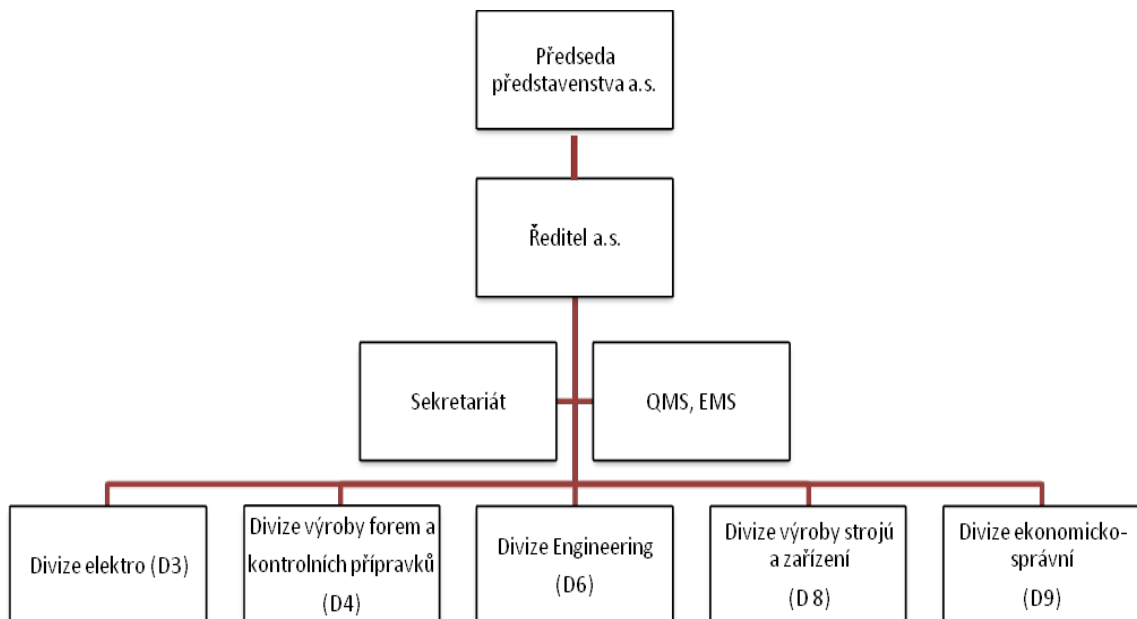 Předseda
představenstva a.s.
Ředitel a.s.
Sekretariát
QMS, EMS
Divize elektro (D3)
Divize výroby forem a
kontrolních přípravků
(D4)
Divize Engineering
(D6)
Divize výroby strojů
a zařízení
(D 8)
Divize ekonomicko-
správní
(D9)